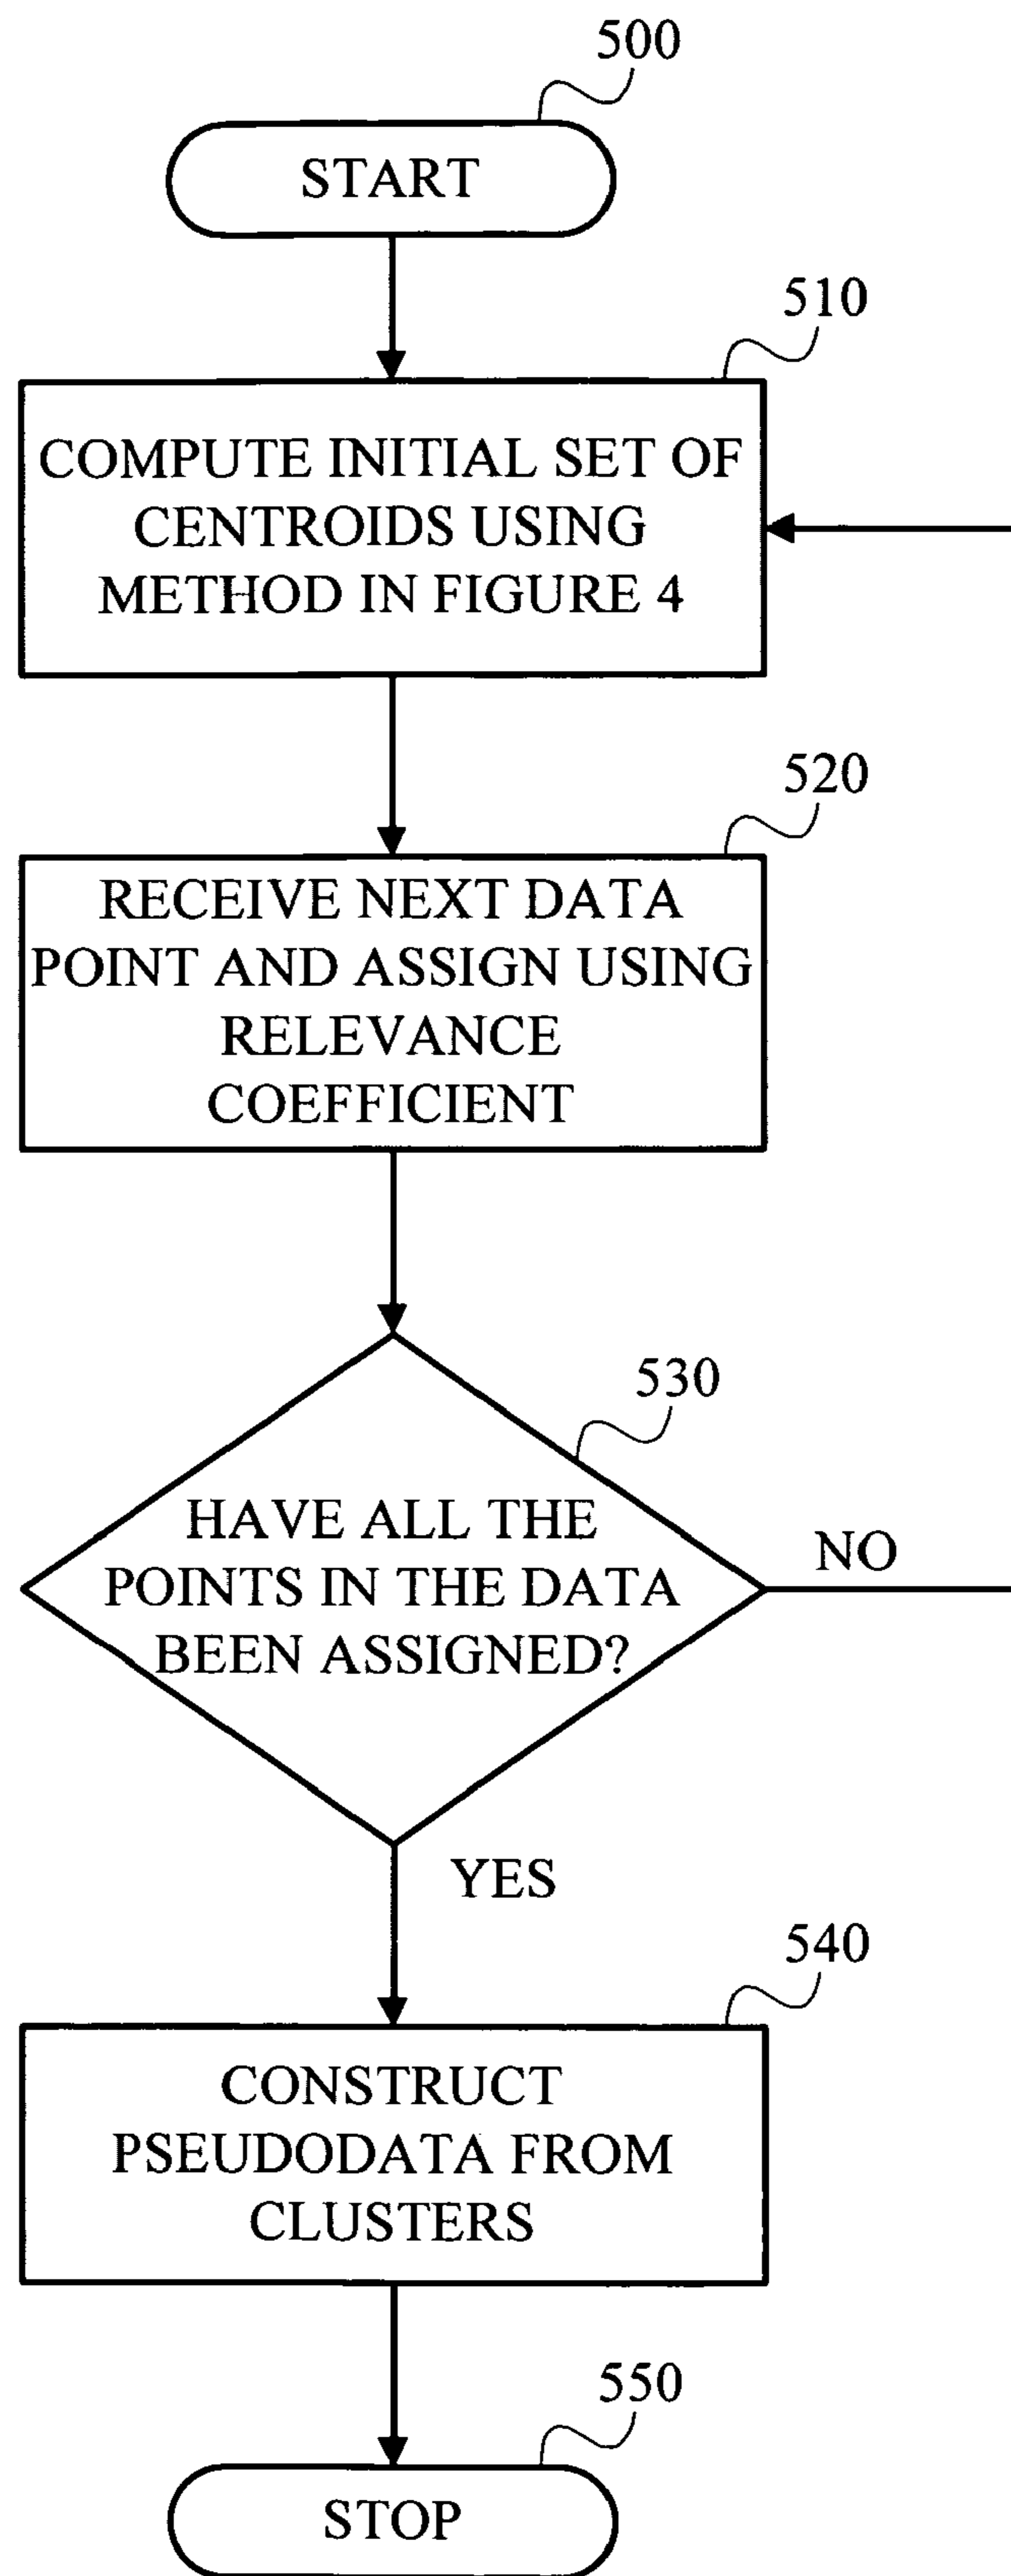 500
START
510
COMPUTE INITIAL SET OF
CENTROIDS USING
METHOD IN FIGURE 4
520
RECEIVE NEXT DATA
POINT AND ASSIGN USING
RELEVANCE
COEFFICIENT
530
HAVE ALL THE
POINTS IN THE DATA
BEEN ASSIGNED?
NO
YES
540
CONSTRUCT
PSEUDODATA FROM
CLUSTERS
550
STOP